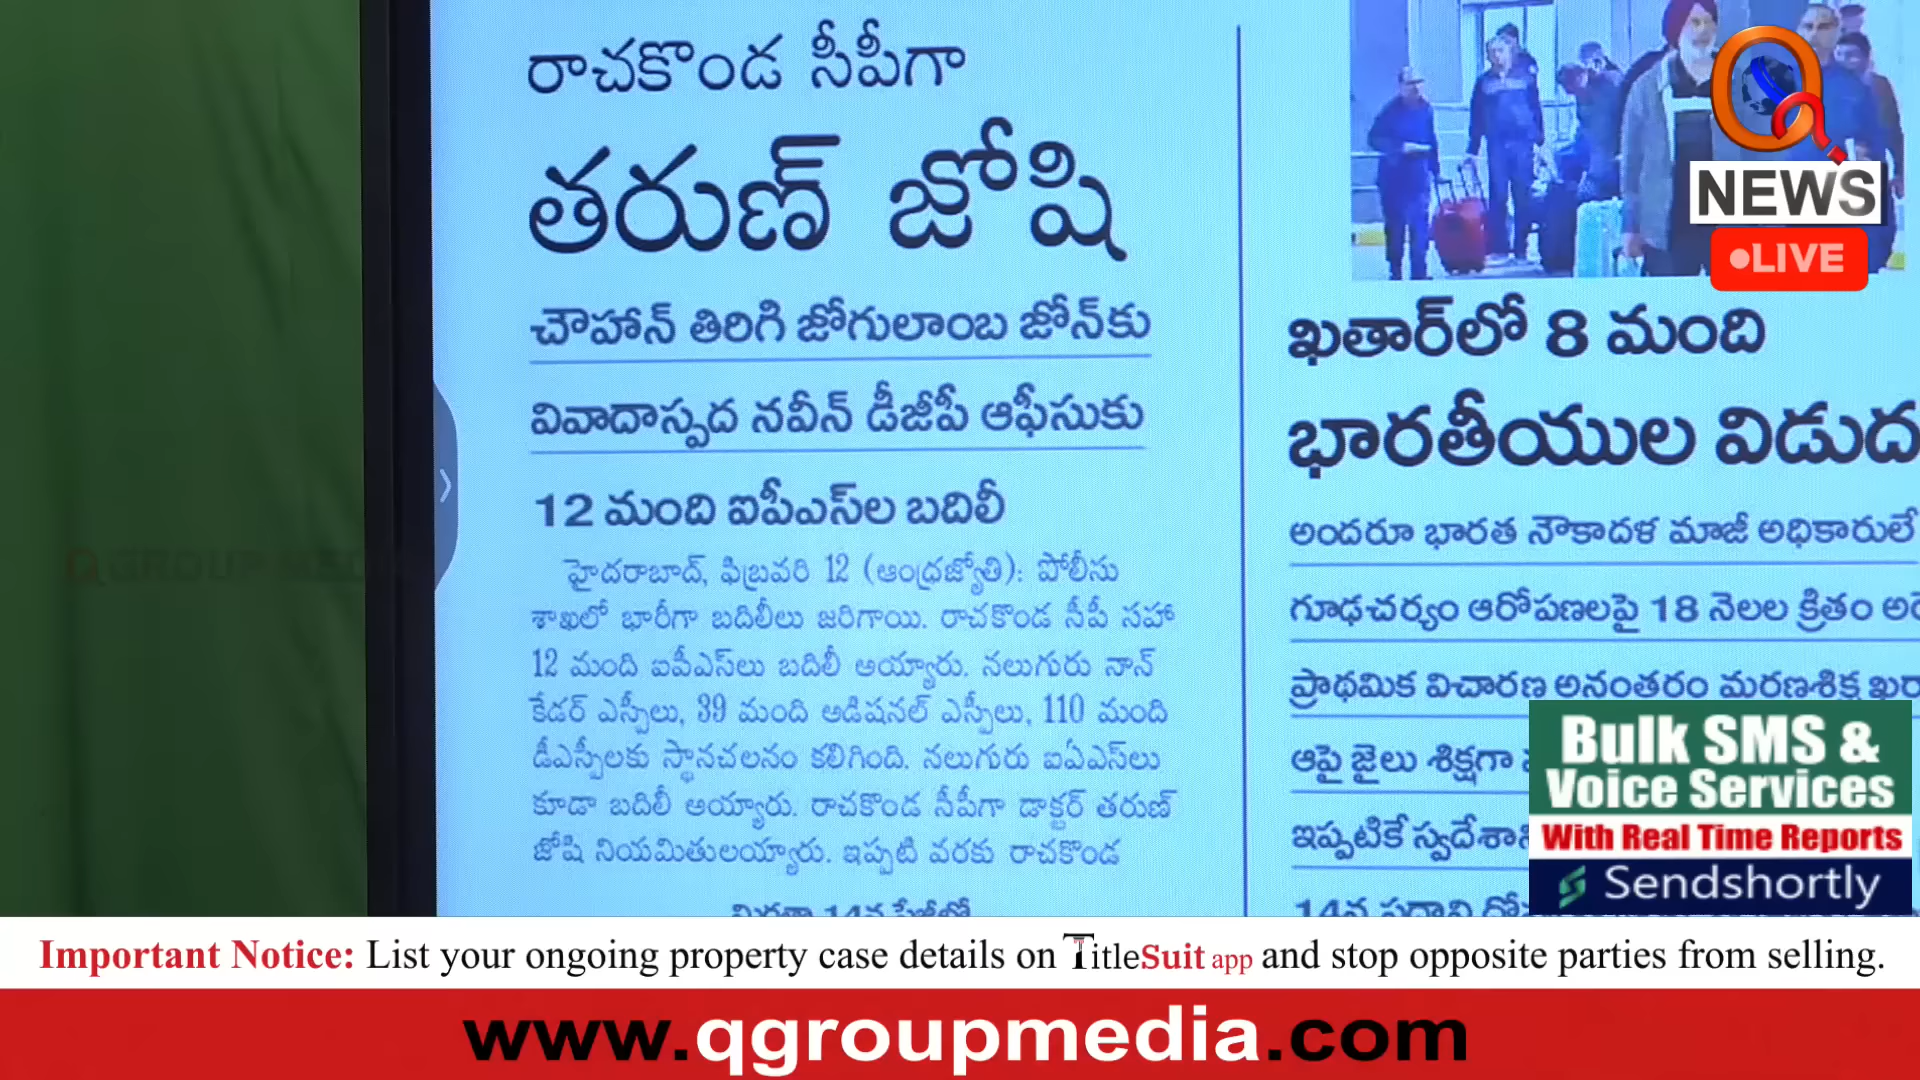 రాచకొండ సీపీగా
తరుణ్ జోషి
చౌహాన్ తిరిగి జోగులాంబ జోన్‌కు
వివాదాస్పద నవీన్ డీజీపీ ఆఫీసుకు
12 మంది ఐపీఎస్‌ల బదిలీ
హైదరాబాద్, ఫిబ్రవరి 12 (ఆంధ్రజ్యోతి): పోలీసు
శాఖలో భారీగా బదిలీలు జరిగాయి. రాచకొండ సీపీ సహా
12 మంది ఐపీఎస్‌లు బదిలీ అయ్యారు. నలుగురు నాన్
కేడర్ ఎస్పీలు, 39 మంది అడిషనల్ ఎస్పీలు, 110 మంది
డీఎస్పీలకు స్థానచలనం కలిగింది. నలుగురు ఐఏఎస్‌లు
కూడా బదిలీ అయ్యారు. రాచకొండ సీపీగా డాక్టర్ తరుణ్
జోషి నియమితులయ్యారు. ఇప్పటి వరకు రాచకొండ
ఖతార్‌లో 8 మంది
భారతీయుల విడుద
అందరూ భారత నౌకాదళ మాజీ అధికారులే
గూఢచర్యం ఆరోపణలపై 18 నెలల క్రితం
ప్రాథమిక విచారణ అనంతరం మరణశిక్ష
ఆపై జైలు శిక్షగా
ఇప్పటికే
Q
NEWS
LIVE
Q GROUP MEDIA
Bulk SMS &
Voice Services
With Real Time Reports
Sendshortly
Important Notice: List your ongoing property case details on TitleSuit app and stop opposite parties from selling.
www.qgroupmedia.com